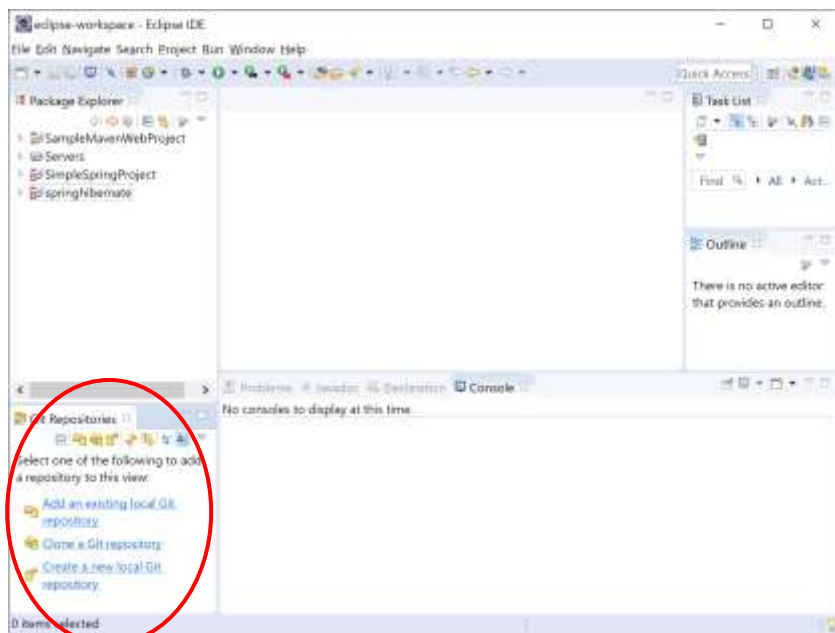 eclipse-workspace - Eclipse IDE
File Edit Navigate Search Project Run Window Help
Quick Access
Package Explorer
SampleMavenWebProject
Servers
SimpleSpringProject
springhibernate
Task List
Find
All
Act...
Outline
There is no active editor
that provides an outline.
Problems
Javadoc
Declaration
Console
No consoles to display at this time.
Git Repositories
Select one of the following to add
a repository to this view:
Add an existing local Git
repository
Clone a Git repository
Create a new local Git
repository
0 items selected